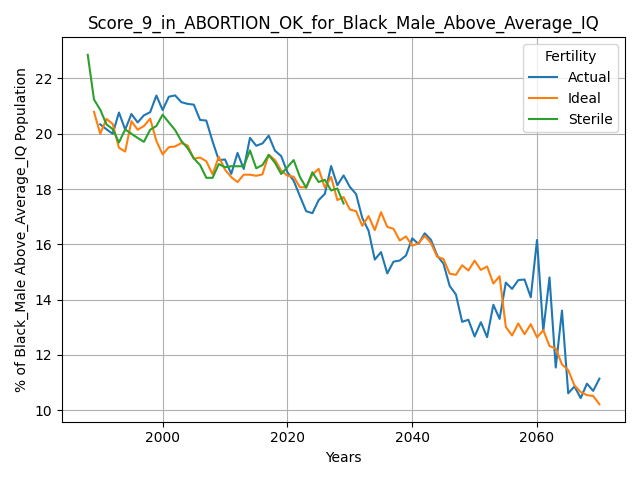 Score_9_in_ABORTION_OK_for_Black_Male_Above_Average_IQ
% of Black_Male Above_Average_IQ Population
22
20
18
16
14
12
10
Fertility
Actual
Ideal
Sterile
2000
2020
2040
2060
Years